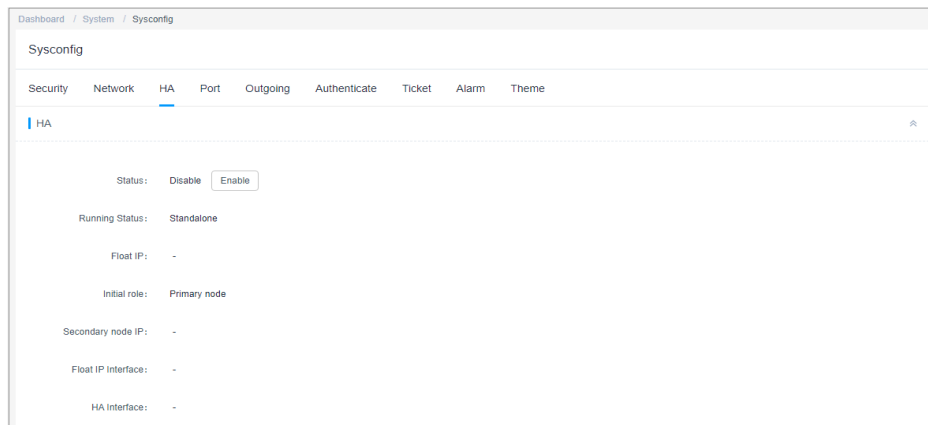 Dashboard / System / Sysconfig
Sysconfig
Security Network HA Port Outgoing Authenticate Ticket Alarm Theme
HA
Status: Disable Enable
Running Status: Standalone
Float IP: -
Initial role: Primary node
Secondary node IP: -
Float IP Interface: -
HA Interface: -